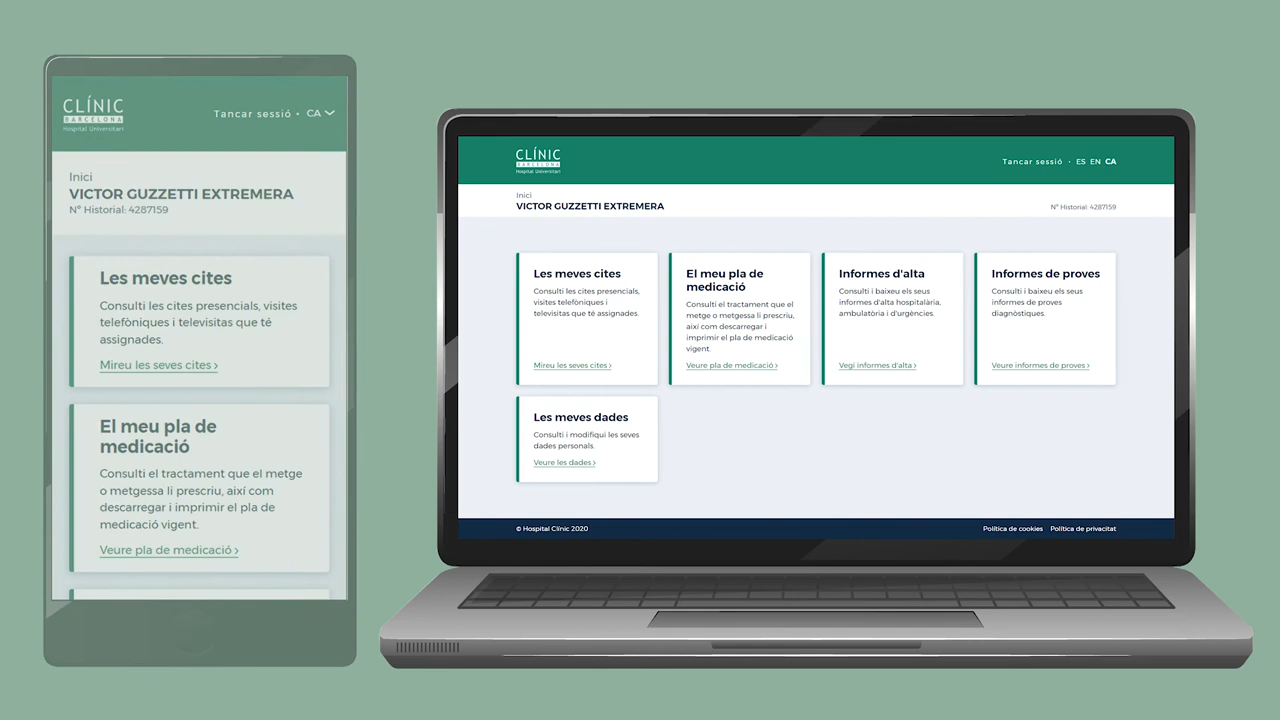 CLÍNIC
BARCELONA
Hospital Universitari
Tancar sessió • CA
Inici
VICTOR GUZZETTI EXTREMERA
Nº Historial: 4287159
Les meves cites
Consulti les cites presencials, visites
telefòniques i televisites que té
assignades.
Mireu les seves cites >
El meu pla de
medicació
Consulti el tractament que el metge
o metgessa li prescriu, així com
descarregar i imprimir el pla de
medicació vigent.
Veure pla de medicació >
CLÍNIC
BARCELONA
Hospital Universitari
Tancar sessió • ES EN CA
Inici
VICTOR GUZZETTI EXTREMERA
Nº Historial: 4287159
Les meves cites
Consulti les cites presencials,
visites telefòniques i
televisites que té assignades.
Mireu les seves cites >
El meu pla de
medicació
Consulti el tractament que el
metge o metgessa li prescriu,
així com descarregar i
imprimir el pla de medicació
vigent.
Veure pla de medicació >
Informes d'alta
Consulti i baixeu els seus
informes d'alta hospitalària,
ambulatòria i d'urgències.
Vegi informes d'alta >
Informes de proves
Consulti i baixeu els seus
informes de proves
diagnòstiques.
Veure informes de proves >
Les meves dades
Consulti i modifiqui les seves
dades personals.
Veure les dades >
© Hospital Clínic 2020
Política de cookies Política de privacitat